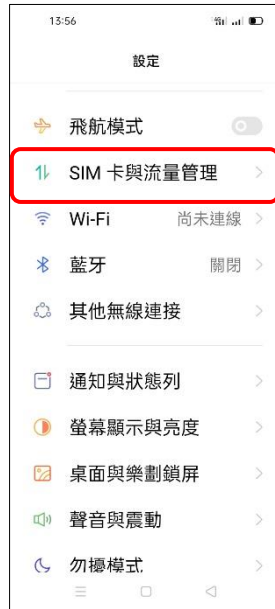 13:56
設定
飛航模式
SIM 卡與流量管理
Wi-Fi 尚未連線
藍牙 關閉
其他無線連接
通知與狀態列
螢幕顯示與亮度
桌面與樂劃鎖屏
聲音與震動
勿擾模式